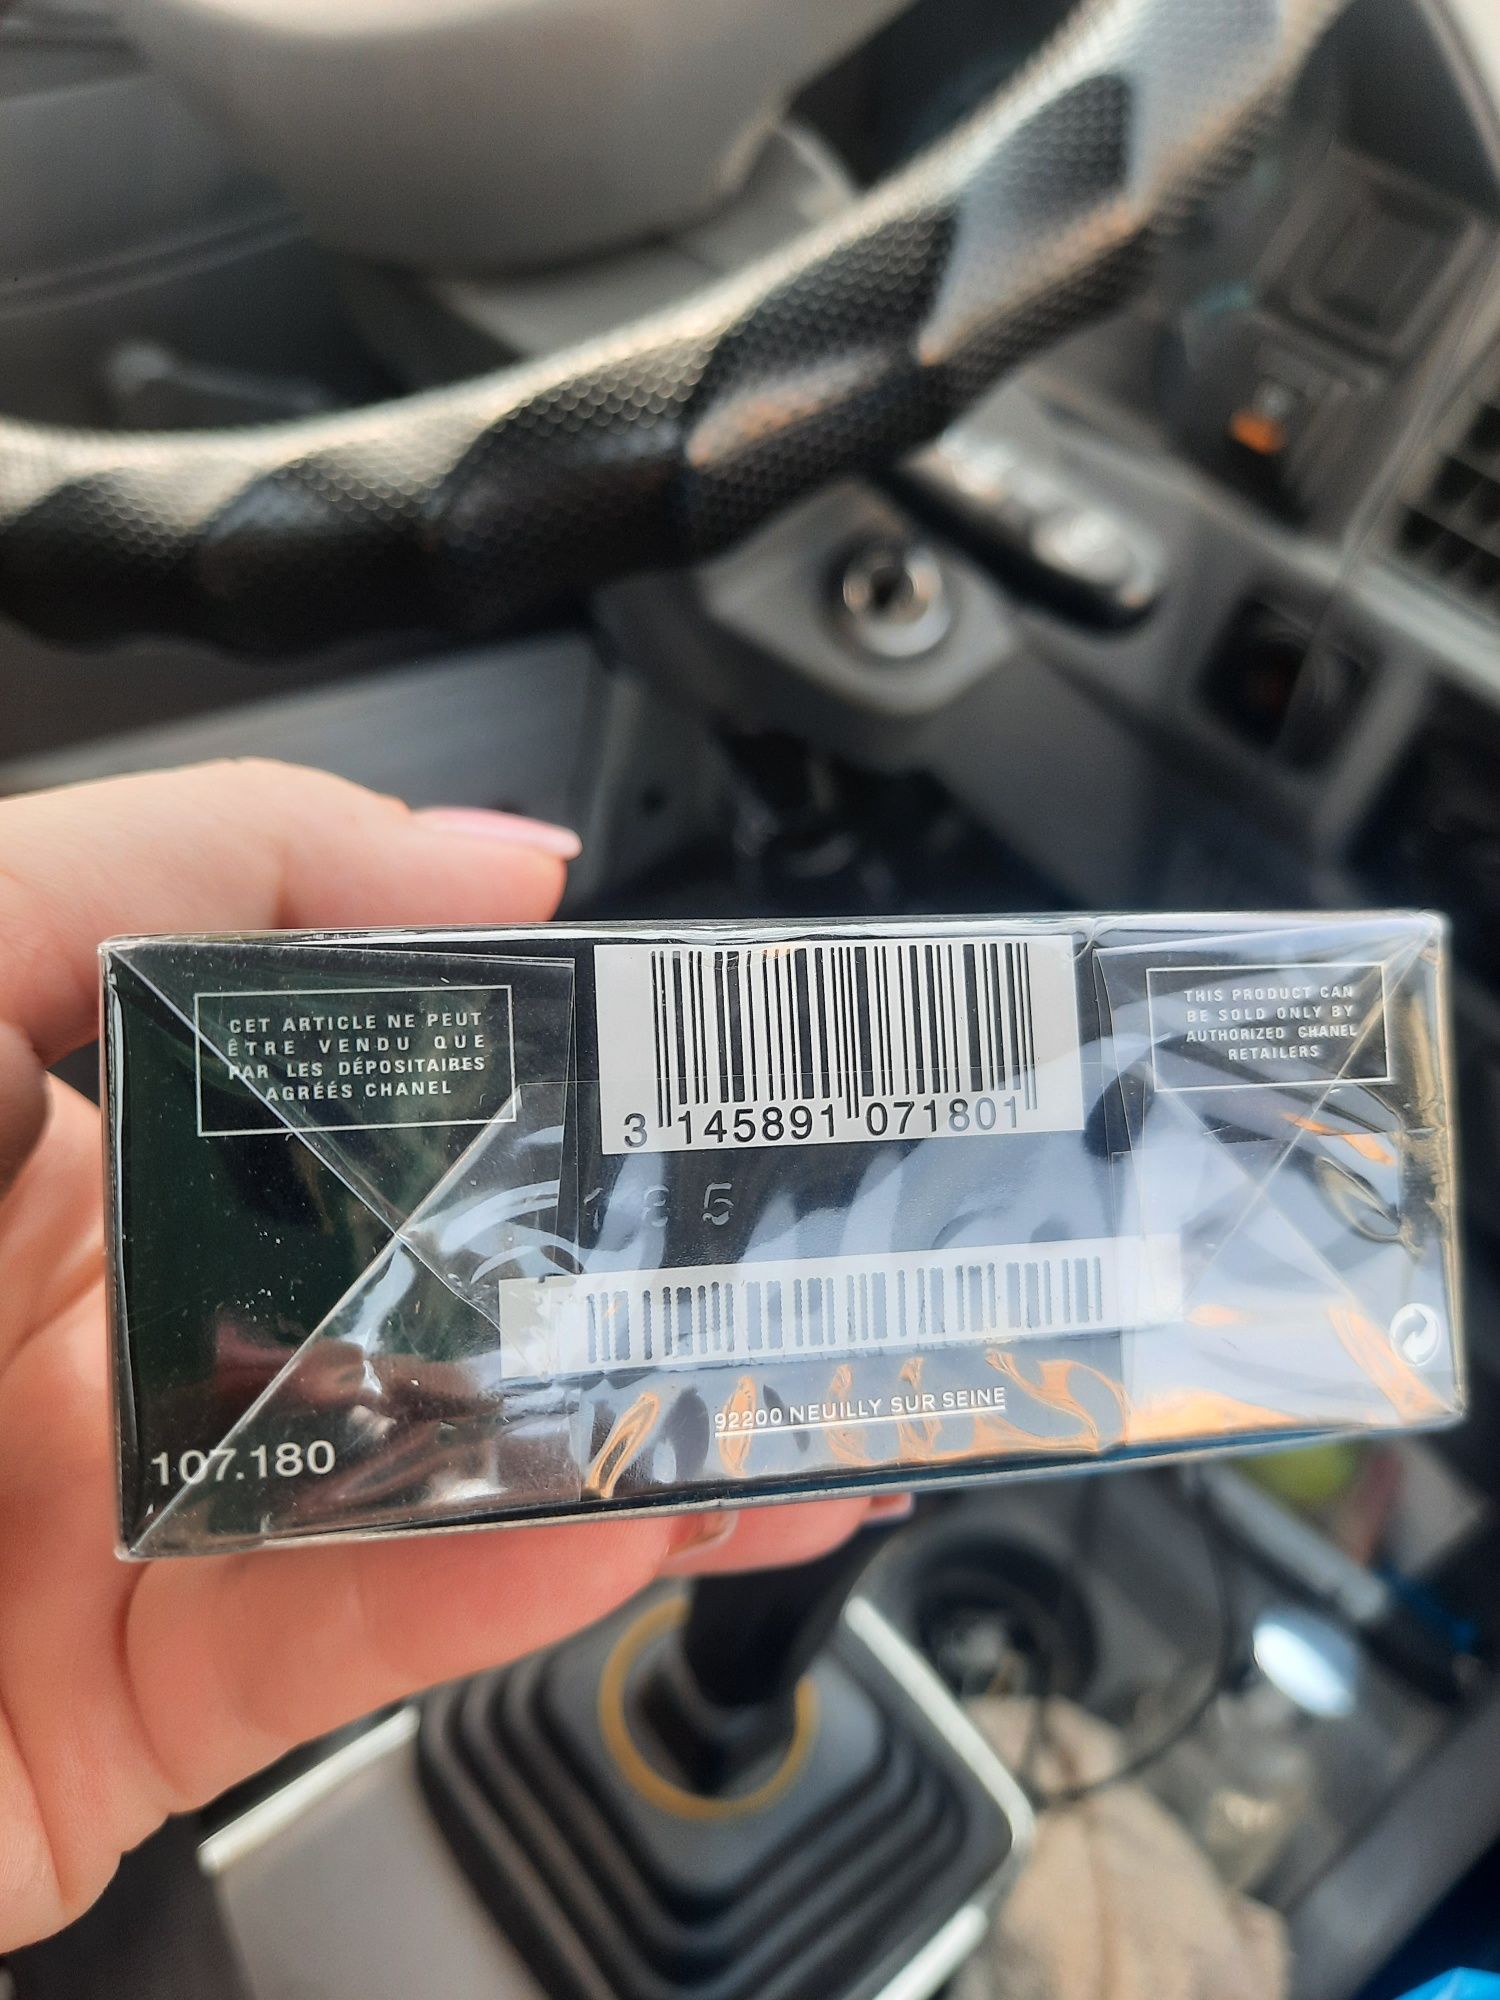 CET ARTICLE NE PEUT
ÊTRE VENDU QUE
PAR LES DÉPOSITAIRES
AGRÉÉS CHANEL
3 145891 071801
THIS PRODUCT CAN
BE SOLD ONLY BY
AUTHORIZED CHANEL
RETAILERS
92200 NEUILLY SUR SEINE
107.180